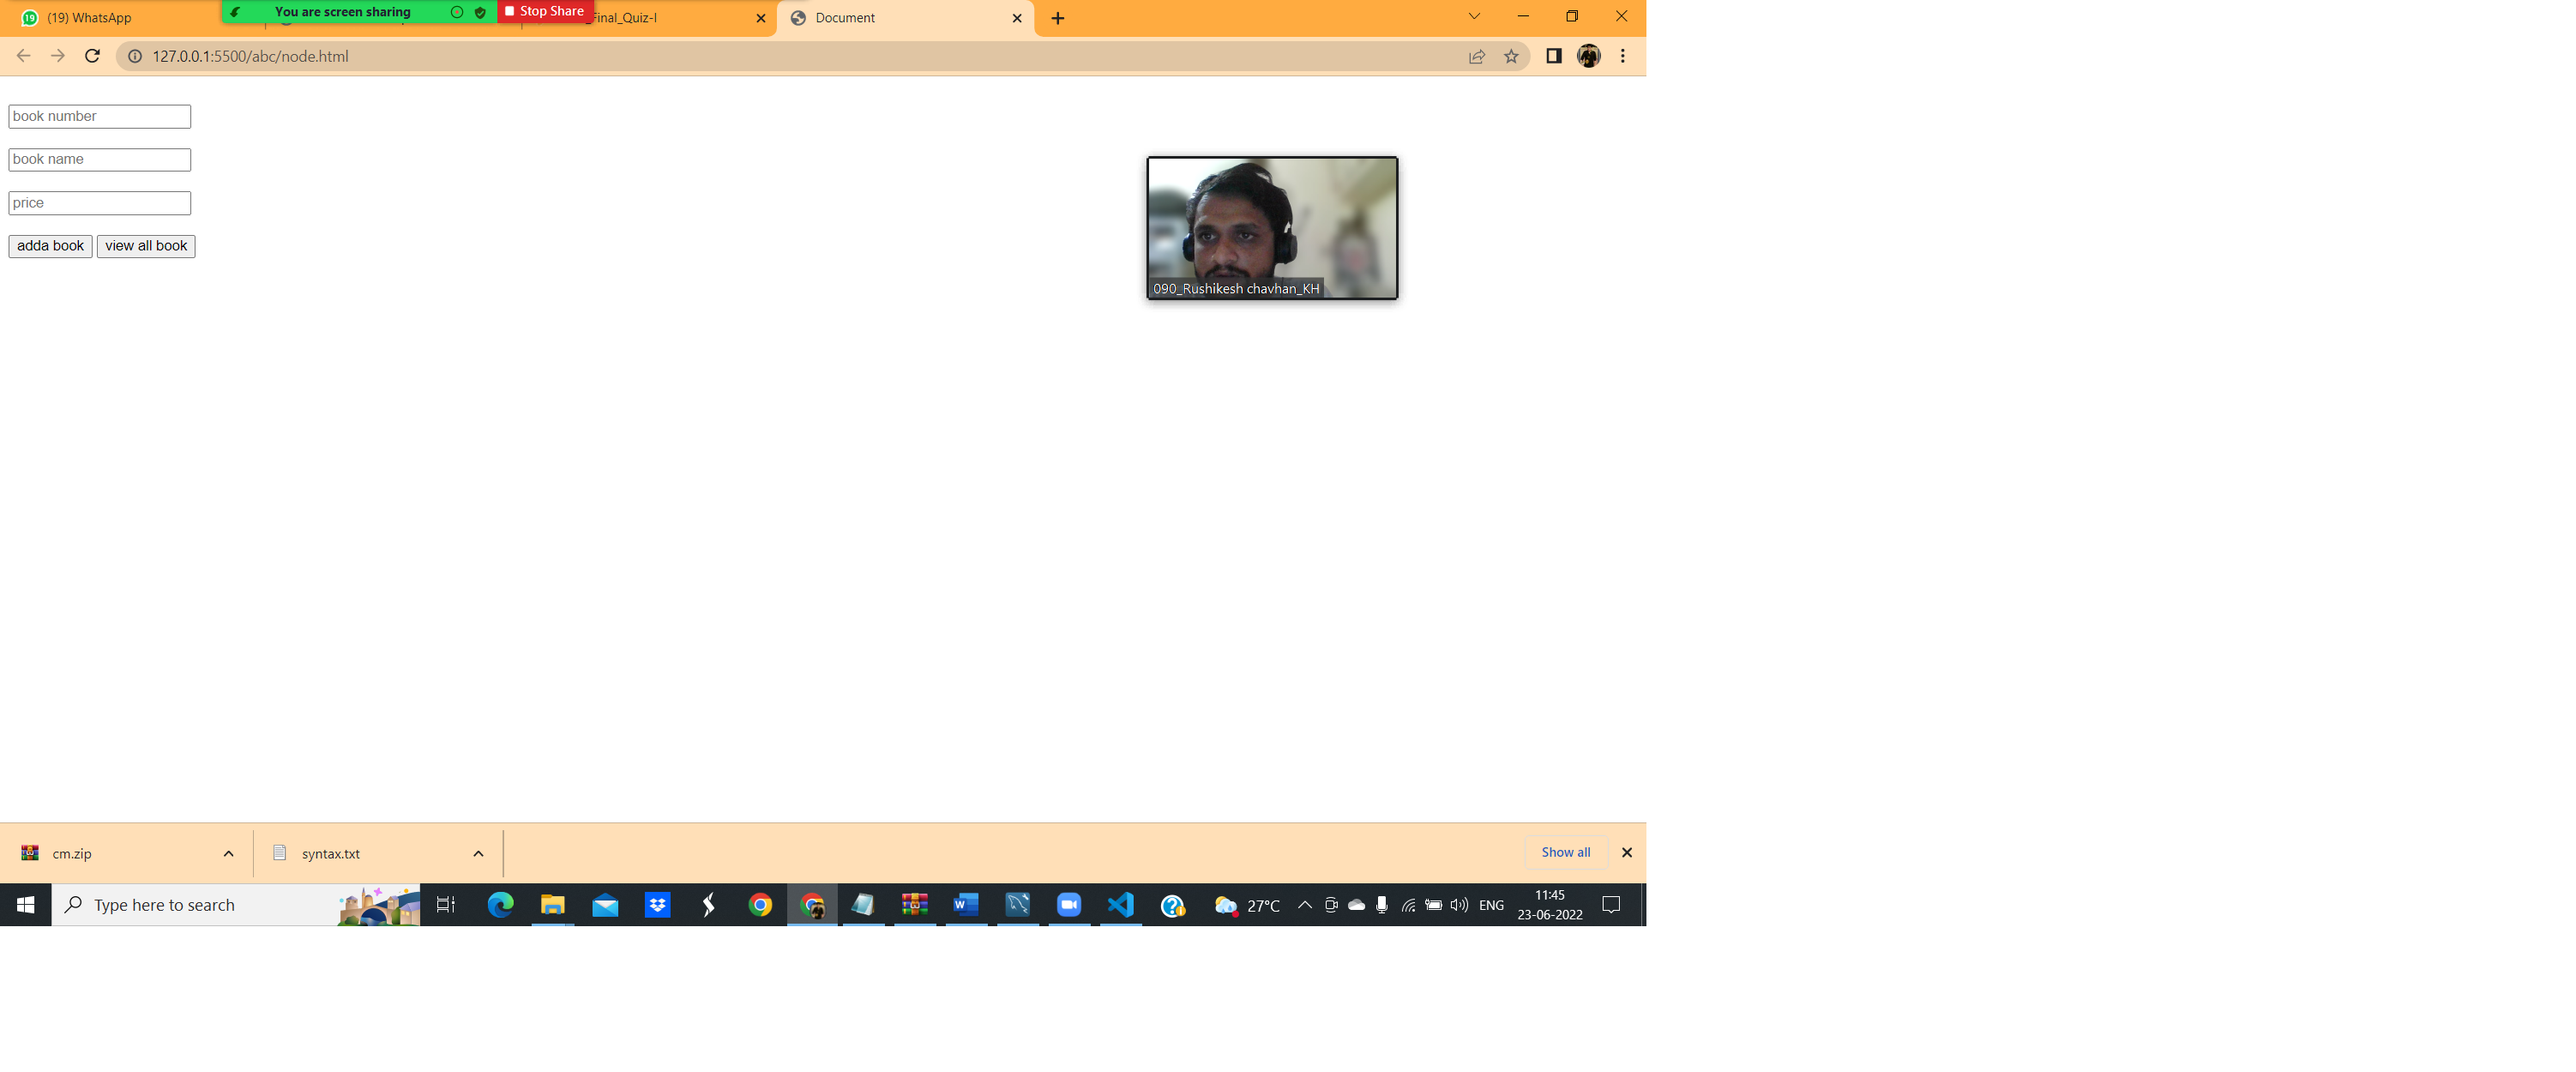 (19) WhatsApp
You are screen sharing
Stop Share
Final_Quiz-I
Document
127.0.0.1:5500/abc/node.html
book number
book name
price
adda book
view all book
090_Rushikesh chavhan_KH
cm.zip
syntax.txt
Show all
Type here to search
27°C
ENG
11:45
23-06-2022